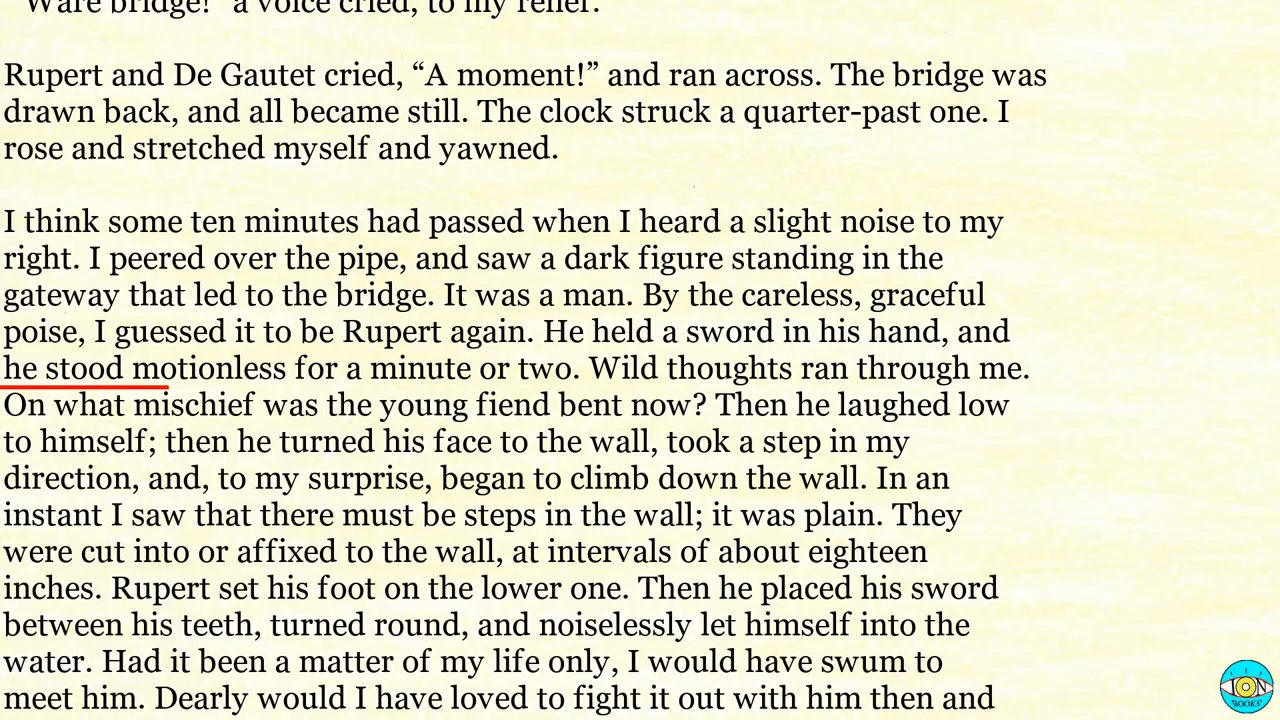 "Ware bridge!" a voice cried, to my relief.
Rupert and De Gautet cried, “A moment!” and ran across. The bridge was
drawn back, and all became still. The clock struck a quarter-past one. I
rose and stretched myself and yawned.
I think some ten minutes had passed when I heard a slight noise to my
right. I peered over the pipe, and saw a dark figure standing in the
gateway that led to the bridge. It was a man. By the careless, graceful
poise, I guessed it to be Rupert again. He held a sword in his hand, and
he stood motionless for a minute or two. Wild thoughts ran through me.
On what mischief was the young fiend bent now? Then he laughed low
to himself; then he turned his face to the wall, took a step in my
direction, and, to my surprise, began to climb down the wall. In an
instant I saw that there must be steps in the wall; it was plain. They
were cut into or affixed to the wall, at intervals of about eighteen
inches. Rupert set his foot on the lower one. Then he placed his sword
between his teeth, turned round, and noiselessly let himself into the
water. Had it been a matter of my life only, I would have swum to
meet him. Dearly would I have loved to fight it out with him then and
ION
BOOKS